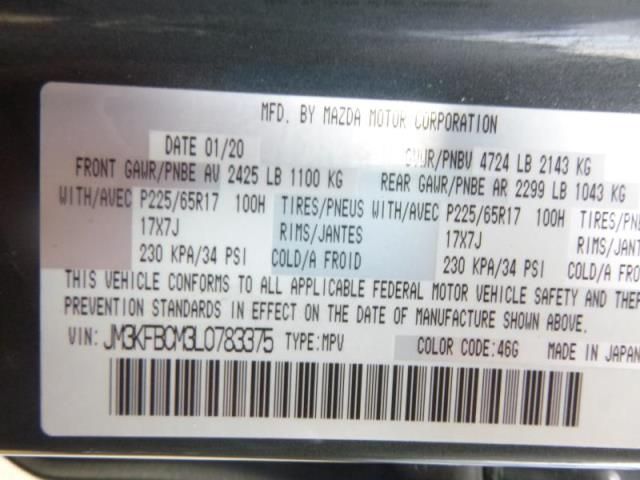 MFD. BY MAZDA MOTOR CORPORATION
DATE 01/20 GVWR/PNBV 4724 LB 2143 KG
FRONT GAWR/PNBE AV 2425 LB 1100 KG REAR GAWR/PNBE AR 2299 LB 1043 KG
WITH/AVEC P225/65R17 100H TIRES/PNEUS WITH/AVEC P225/65R17 100H TIRES/PNE
17X7J RIMS/JANTES 17X7J RIMS/JAN
230 KPA/34 PSI COLD/A FROID 230 KPA/34 PSI COLD/A F
THIS VEHICLE CONFORMS TO ALL APPLICABLE FEDERAL MOTOR VEHICLE SAFETY AND THEF
PREVENTION STANDARDS IN EFFECT ON THE DATE OF MANUFACTURE SHOWN ABOVE.
VIN: JM3KFBCM3L0783375 TYPE:MPV COLOR CODE:46G MADE IN JAPAN